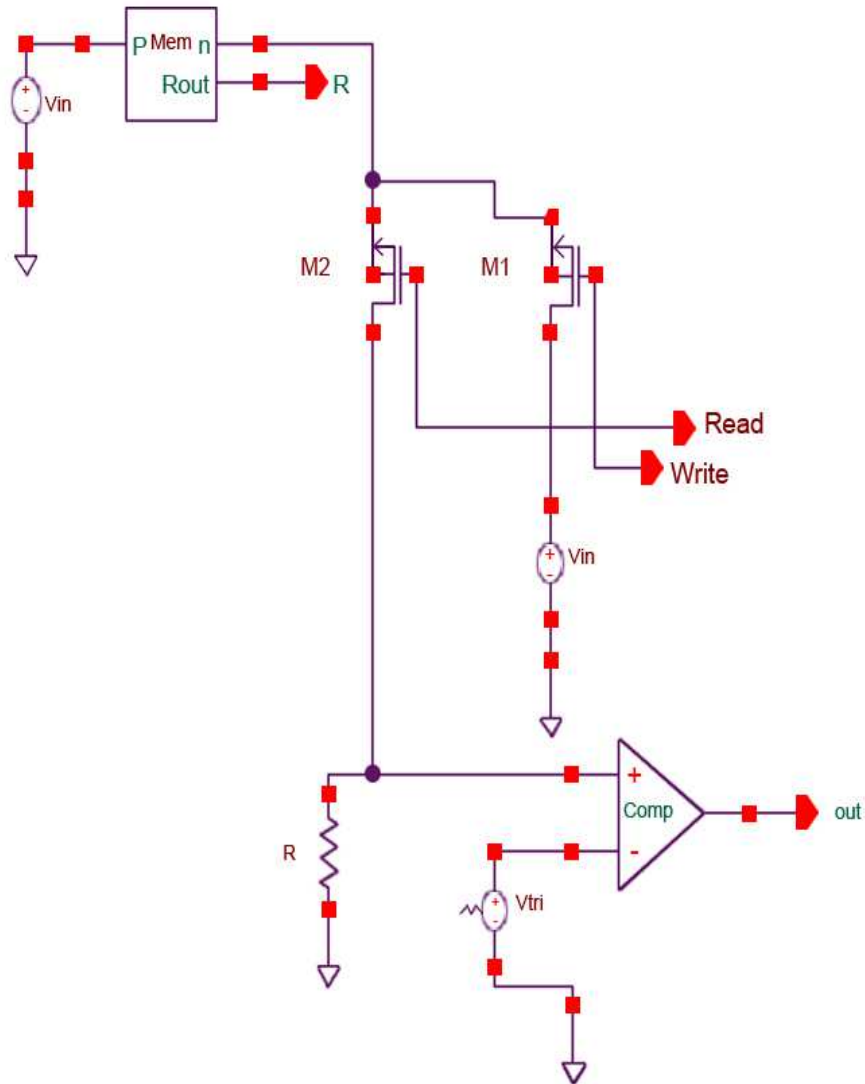 P Mem n
Rout
R
Vin
+
-
M2
M1
Read
Write
+
-
Vin
+
Comp
-
out
R
+
-
Vtri